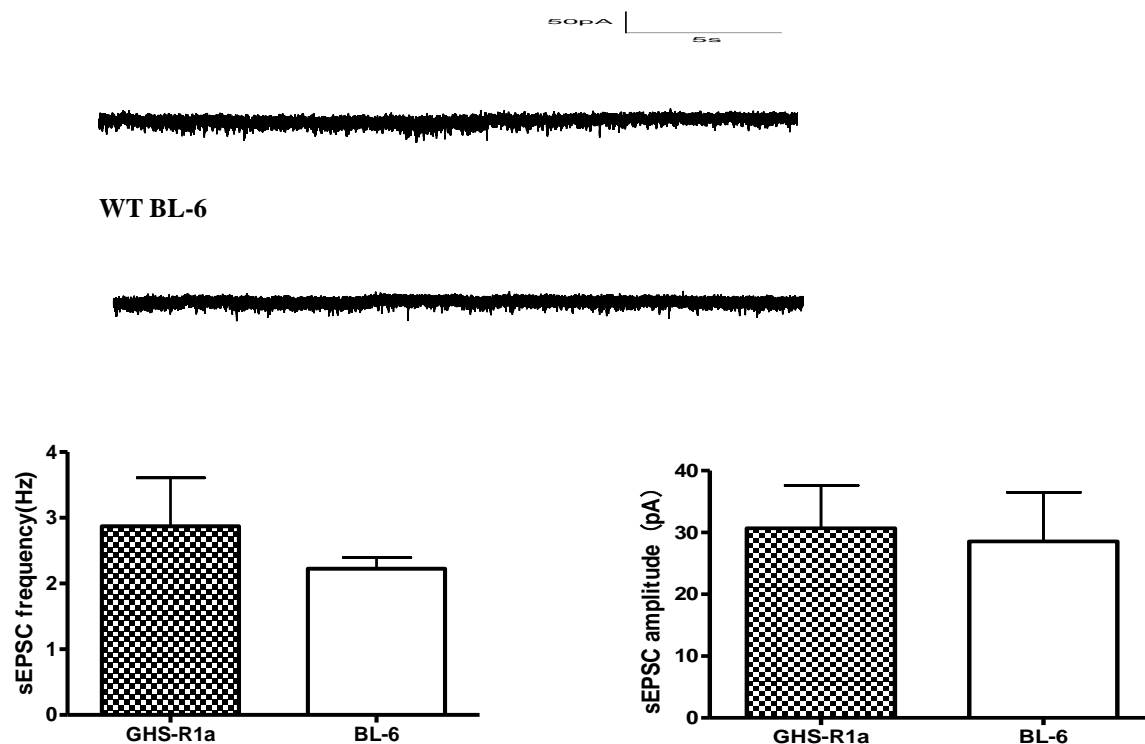 50pA
5s
WT BL-6
sEPSC frequency(Hz)
4
3
2
1
0
GHS-R1a
BL-6
sEPSC amplitude (pA)
40
30
20
10
0
GHS-R1a
BL-6